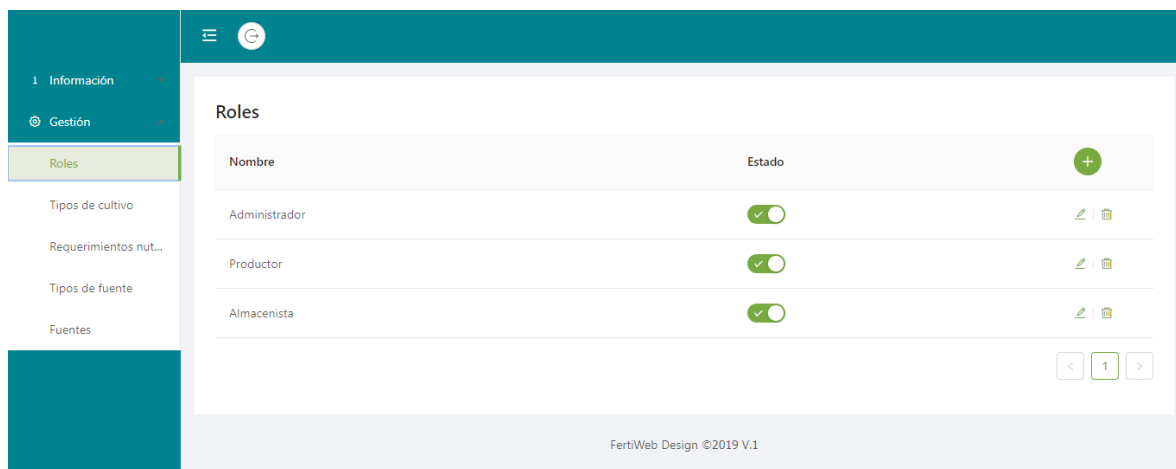 Información
Gestión
Roles
Tipos de cultivo
Requerimientos nut...
Tipos de fuente
Fuentes
Roles
Nombre Estado
Administrador
Productor
Almacenista
< 1 >
FertiWeb Design ©2019 V.1